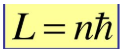 L = nħ